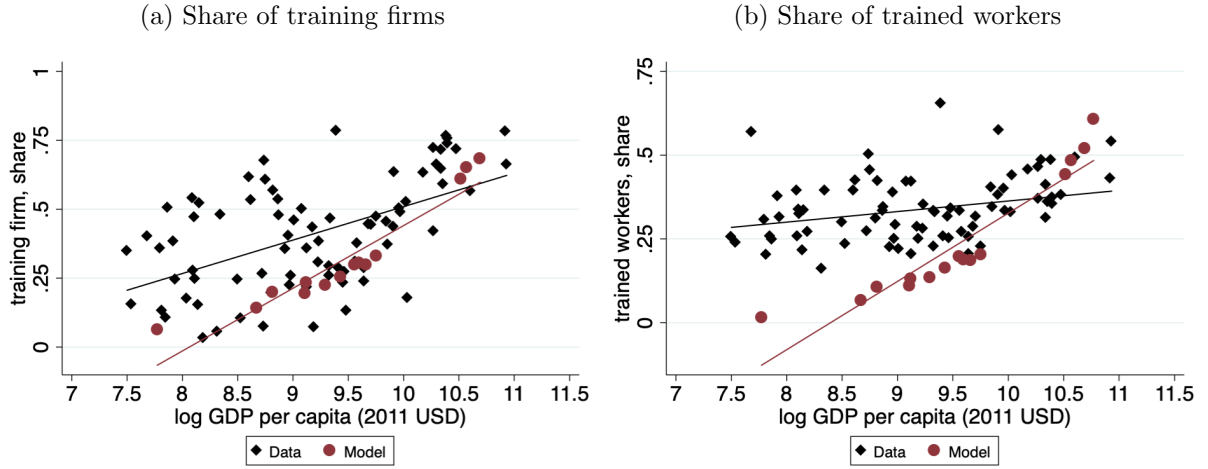 (a) Share of training firms
1
.75
.5
.25
0
training firm, share
7 7.5 8 8.5 9 9.5 10 10.5 11 11.5
log GDP per capita (2011 USD)
Data Model
(b) Share of trained workers
.75
.5
.25
0
trained workers, share
7 7.5 8 8.5 9 9.5 10 10.5 11 11.5
log GDP per capita (2011 USD)
Data Model